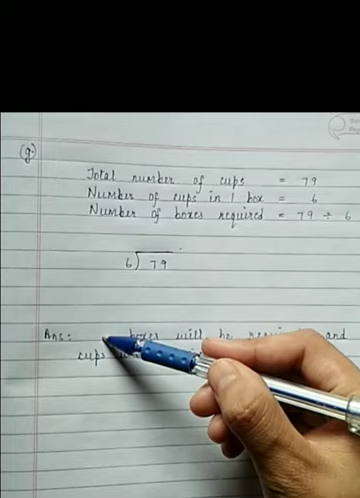 (g)
Total number of cups = 79
Number of cups in 1 box = 6
Number of boxes required = 79 ÷ 6
6) 79
Ans: boxes will be and
cups